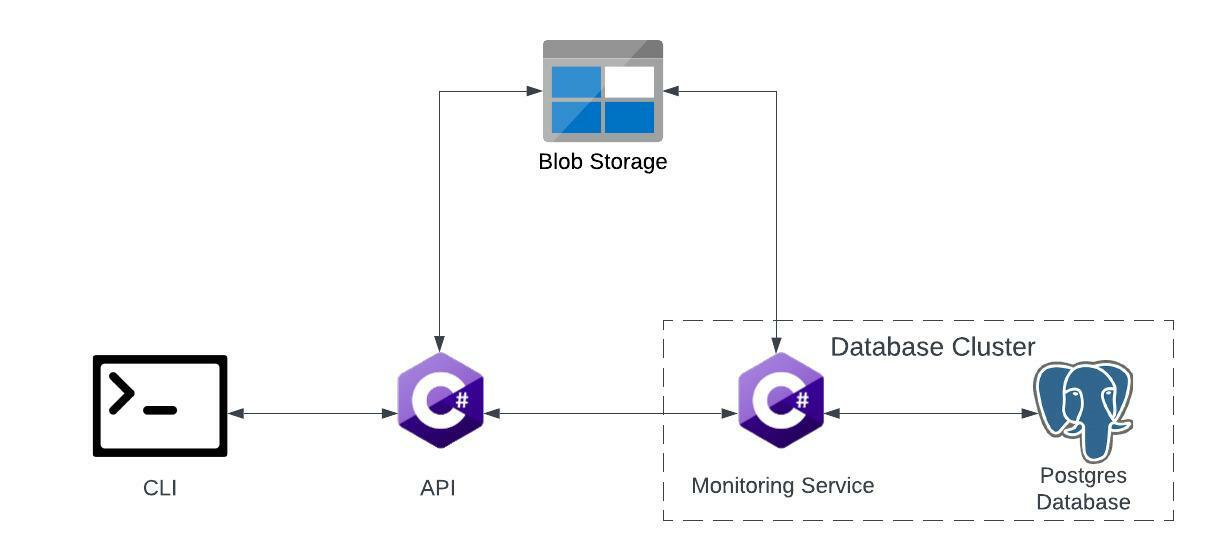 Blob Storage
Database Cluster
>_
C#
C#
CLI
API
Monitoring Service
Postgres
Database